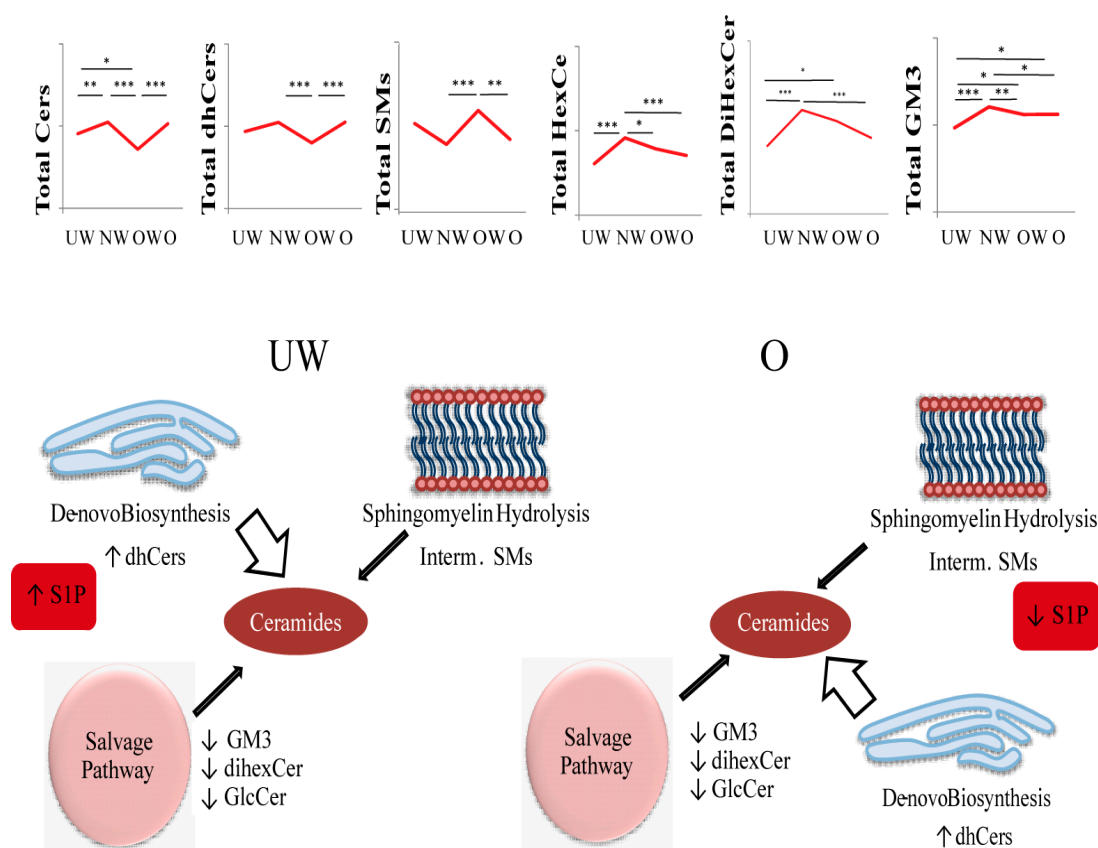 Total Cers
* 
** *** ***
UW NW OW O
Total dhCers
*** ***
UW NW OW O
Total SMs
*** **
UW NW OW O
Total HexCe
***
*** *
UW NW OWO
Total DiHexCer
*
*** ***
UW NW OW O
Total GM3
*
* *
*** **
UW NW OW O
UW
De-novoBiosynthesis
↑ dhCers
Sphingomyelin Hydrolysis
Interm. SMs
↑ S1P
Ceramides
Salvage
Pathway
↓ GM3
↓ dihexCer
↓ GlcCer
O
Sphingomyelin Hydrolysis
Interm. SMs
↓ S1P
Ceramides
Salvage
Pathway
↓ GM3
↓ dihexCer
↓ GlcCer
De-novoBiosynthesis
↑ dhCers